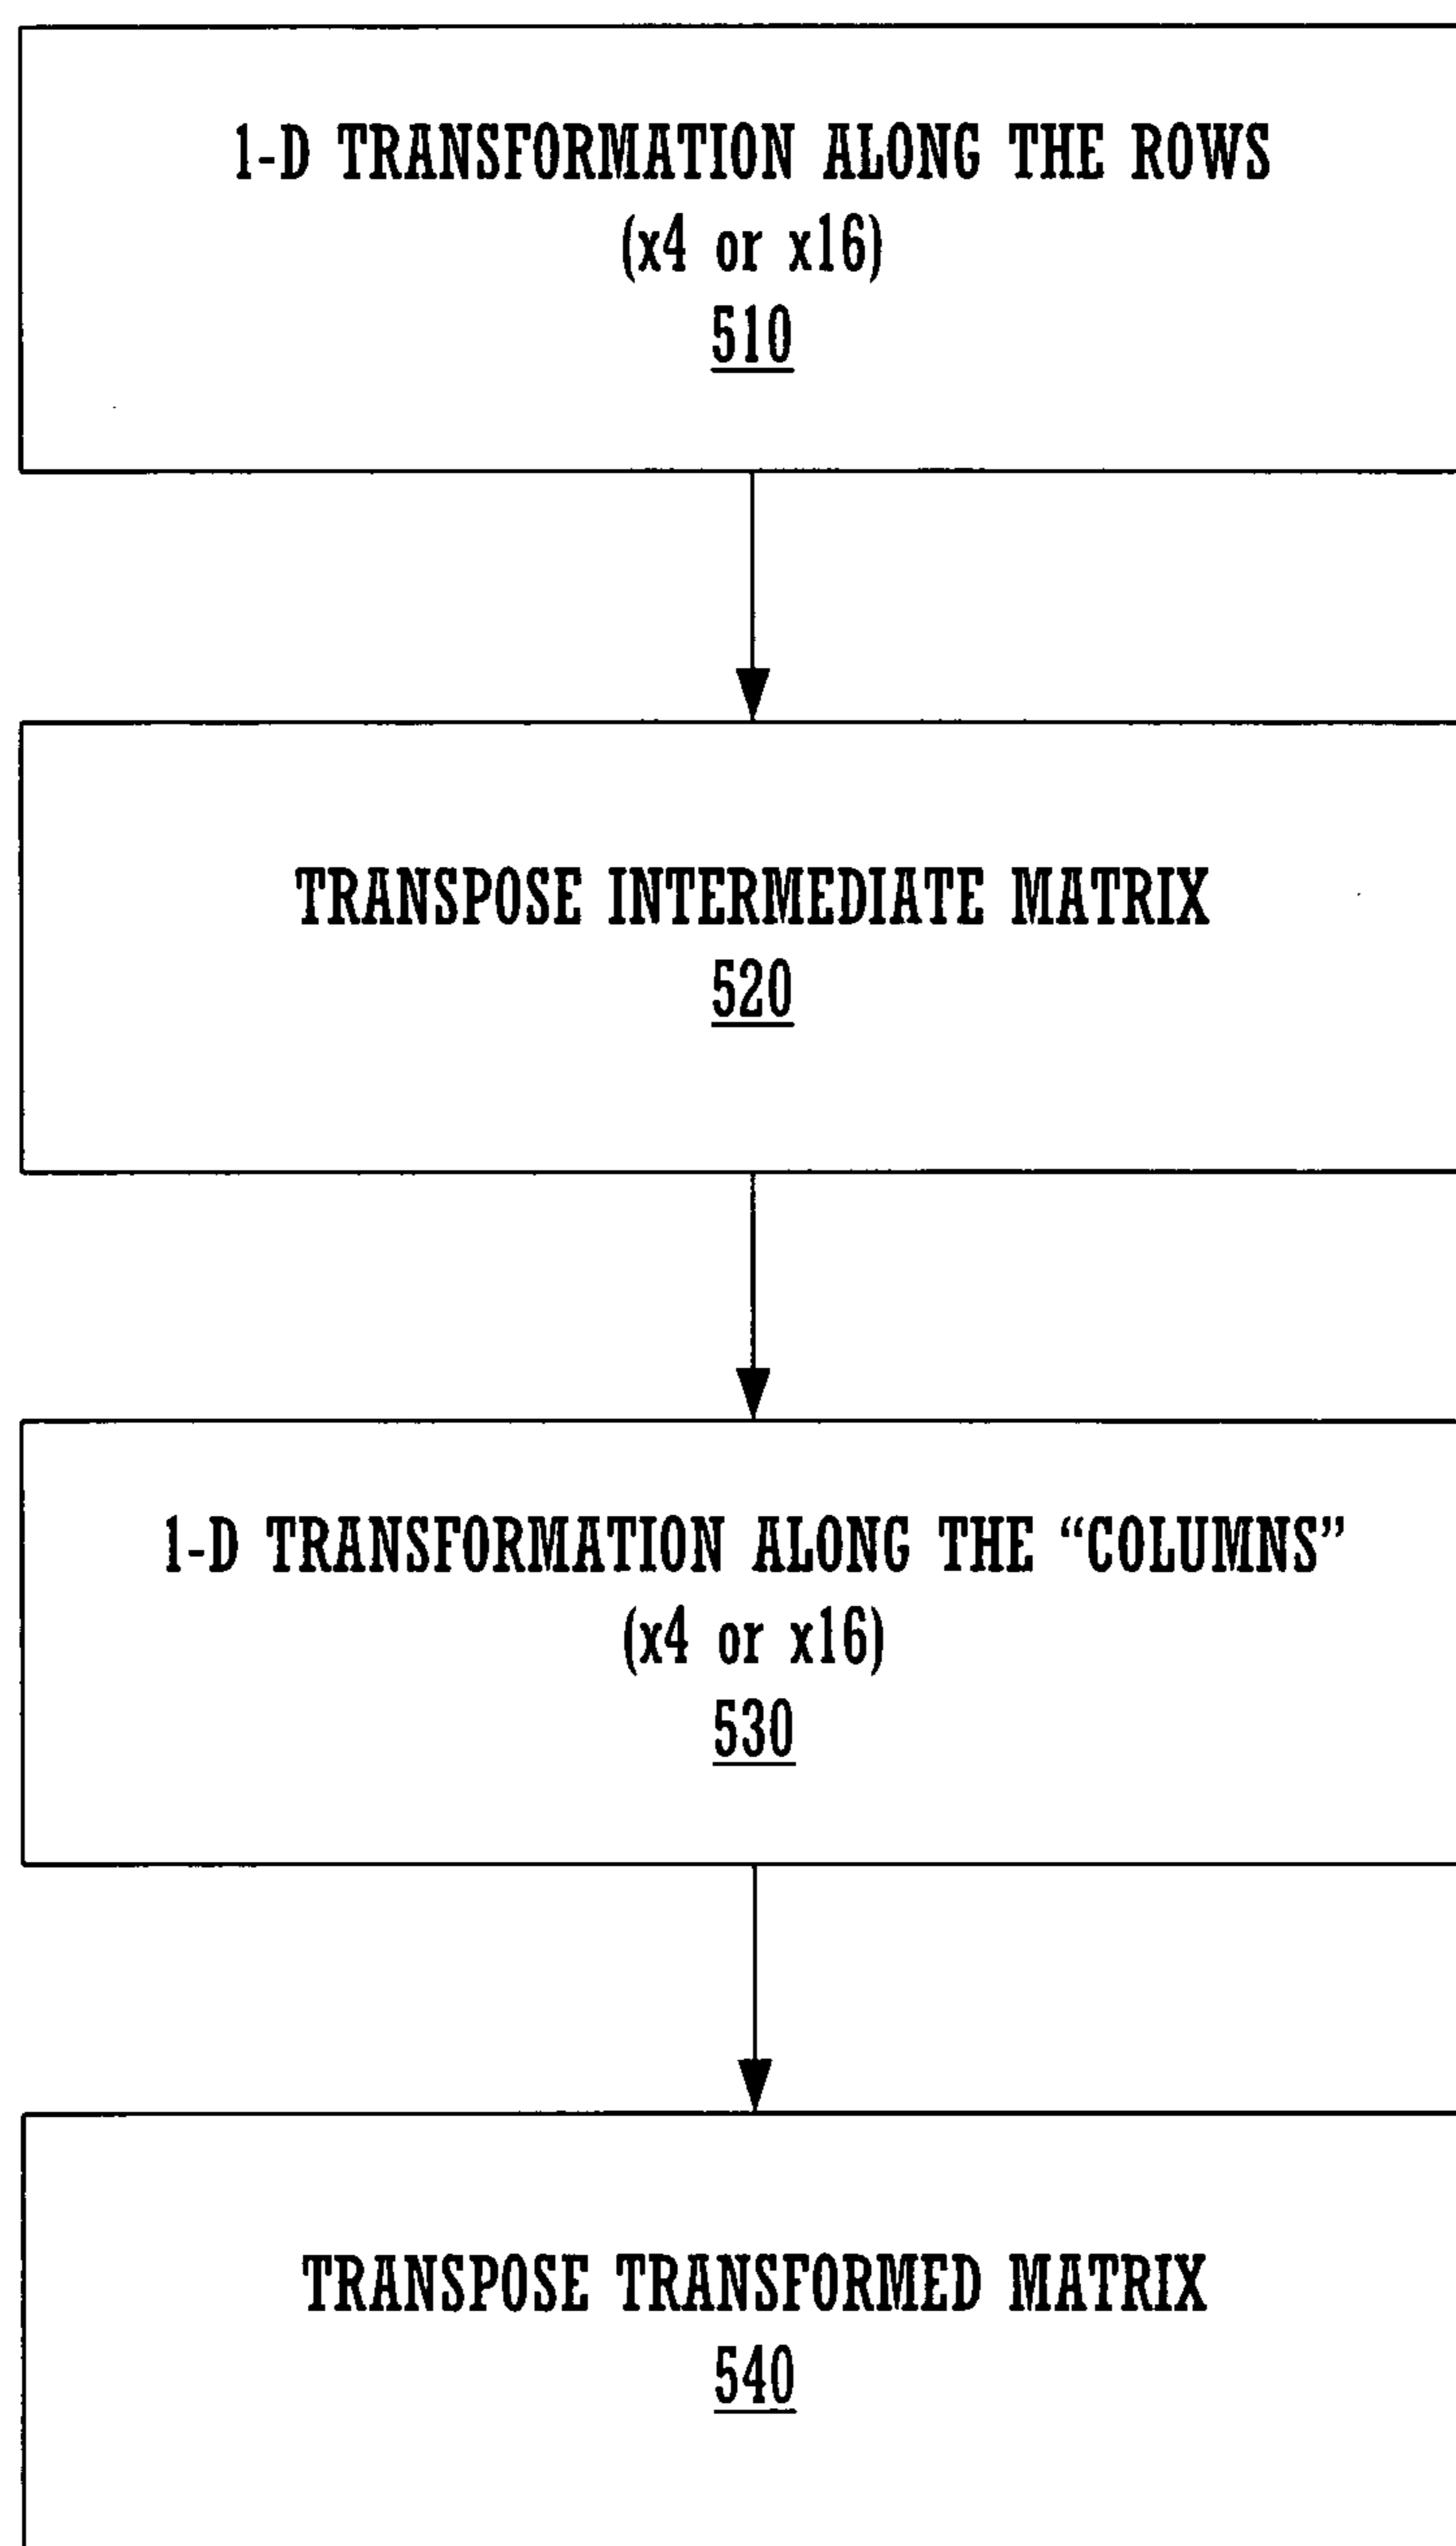 1-D TRANSFORMATION ALONG THE ROWS
(x4 or x16)
510
TRANSPOSE INTERMEDIATE MATRIX
520
1-D TRANSFORMATION ALONG THE “COLUMNS”
(x4 or x16)
530
TRANSPOSE TRANSFORMED MATRIX
540